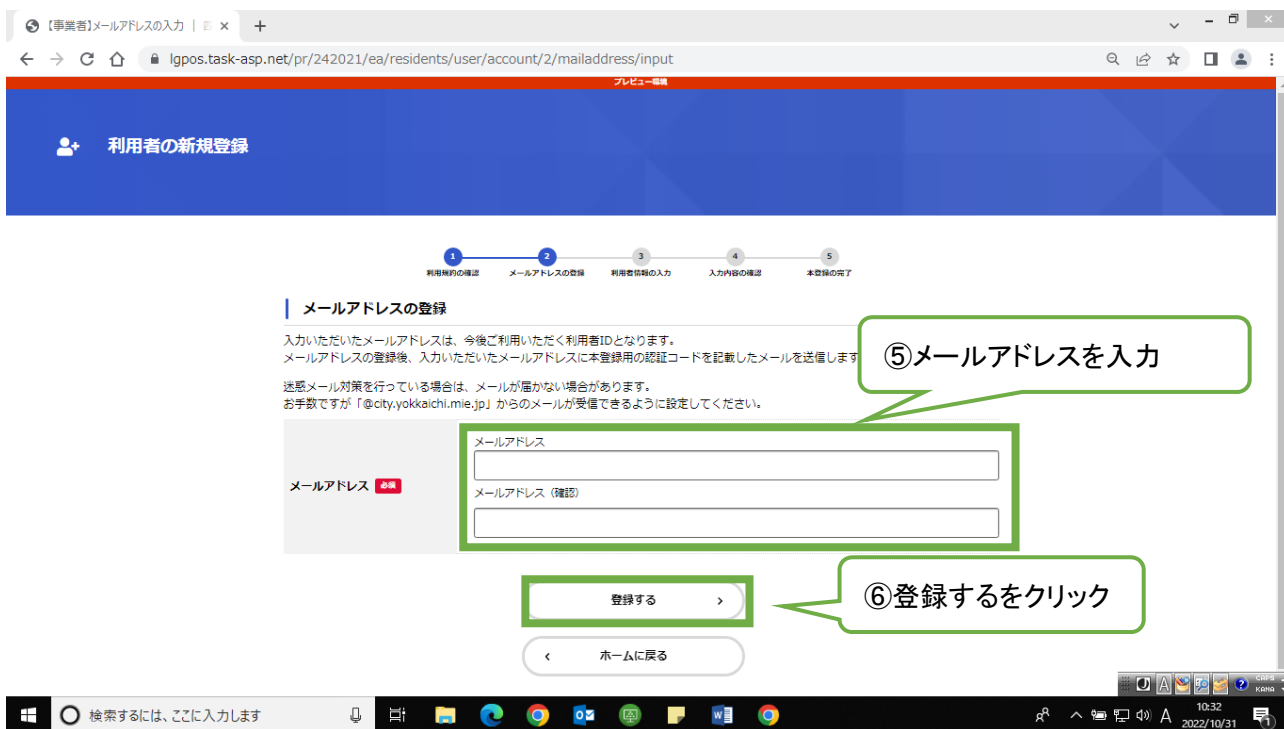 【事業者】メールアドレスの入力 |
lgpos.task-asp.net/pr/242021/ea/residents/user/account/2/mailaddress/input
プレビュー環境
利用者の新規登録
1 2 3 4 5
利用規約の確認 メールアドレスの登録 利用者情報の入力 入力内容の確認 本登録の完了
メールアドレスの登録
入力いただいたメールアドレスは、今後ご利用いただく利用者IDとなります。
メールアドレスの登録後、入力いただいたメールアドレスに本登録用の認証コードを記載したメールを送信します
⑤メールアドレスを入力
迷惑メール対策を行っている場合は、メールが届かない場合があります。
お手数ですが「@city.yokkaichi.mie.jp」からのメールが受信できるように設定してください。
メールアドレス
メールアドレス 必須
メールアドレス（確認）
登録する
⑥登録するをクリック
ホームに戻る
A CAPS
KANA
検索するには、ここに入力します
A 10:32
2022/10/31
1